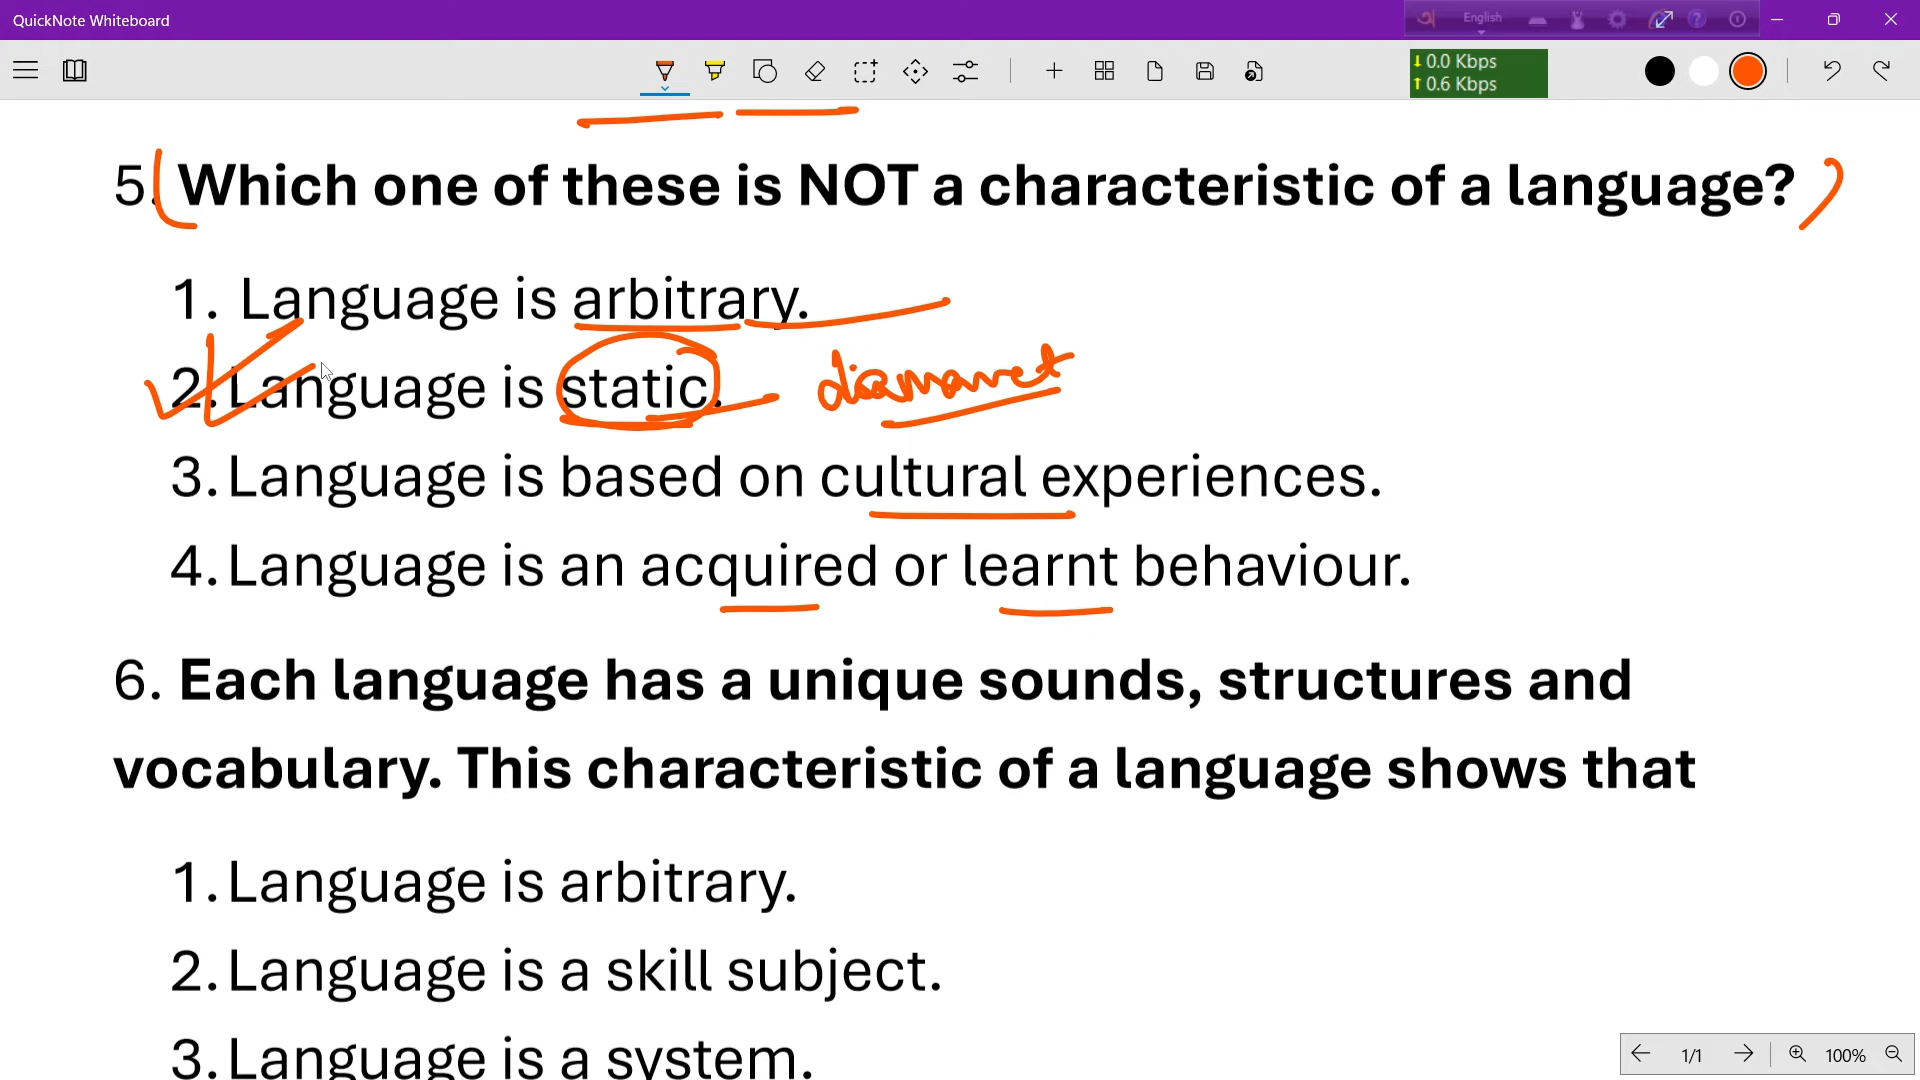 QuickNote Whiteboard
English
0.0 Kbps
0.6 Kbps
5. Which one of these is NOT a characteristic of a language?
1. Language is arbitrary.
2. Language is static.
3. Language is based on cultural experiences.
4. Language is an acquired or learnt behaviour.
6. Each language has a unique sounds, structures and
vocabulary. This characteristic of a language shows that
1. Language is arbitrary.
2. Language is a skill subject.
3. Language is a system.
1/1
100%